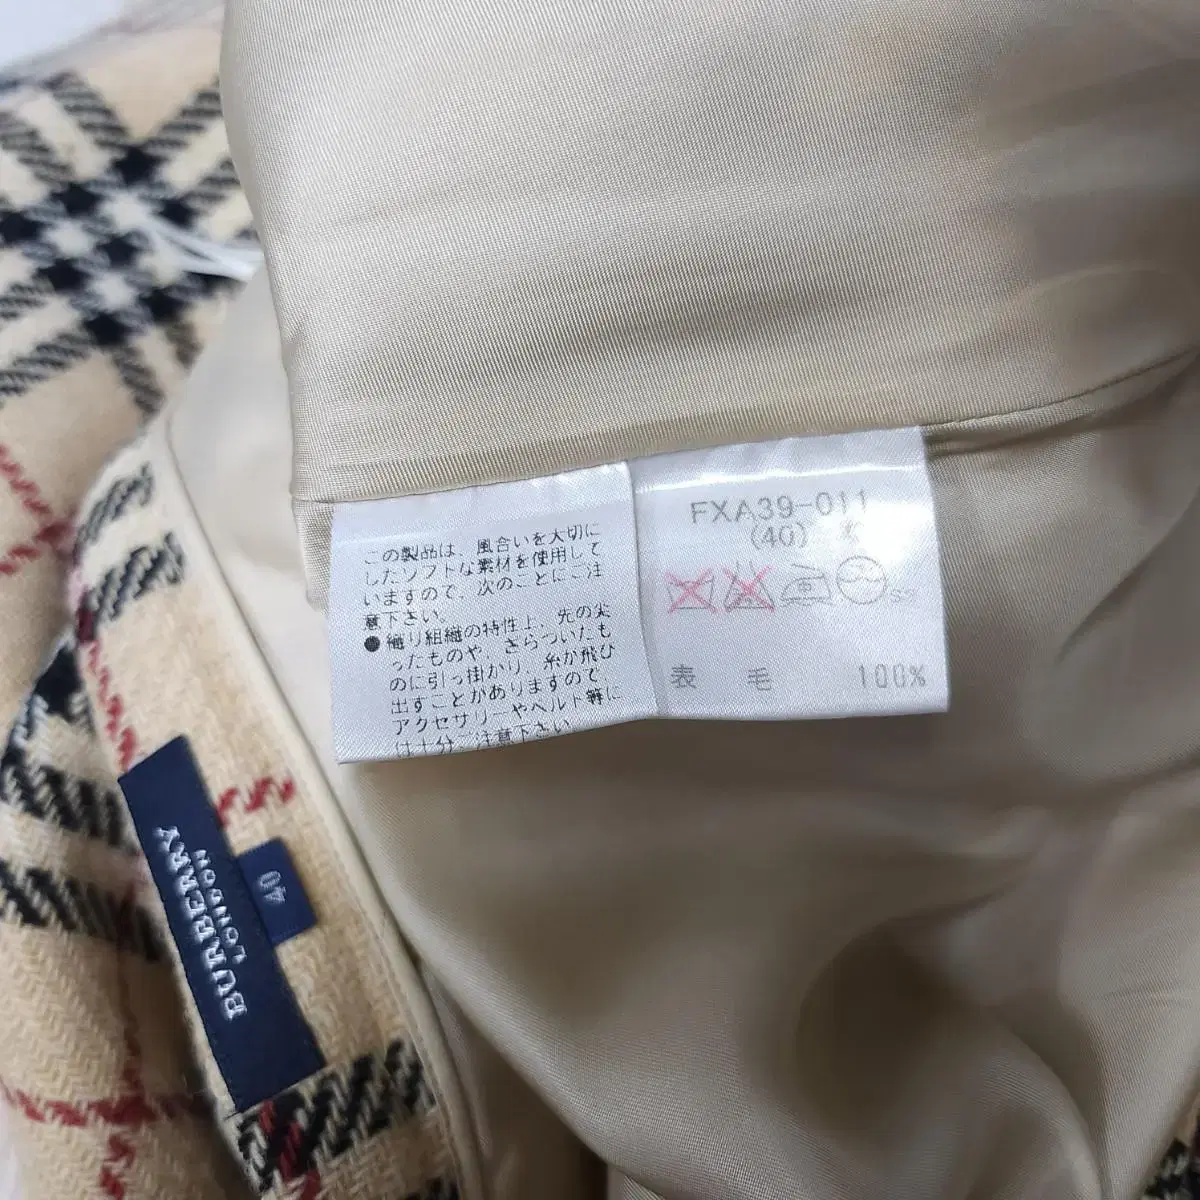 この製品は、風合いを大切に
したソフトな素材を使用して
いますので、次のことにご注
意下さい。
●織り組織の特性上、先の尖
ったものや、ざらついたも
のに引っ掛かり、糸が飛び
出すことがありますので、
アクセサリーやベルト等に
は十分ご注意下さい。
FXA39-011
(40)
表 毛 100%
BURBERRY
LONDON
40